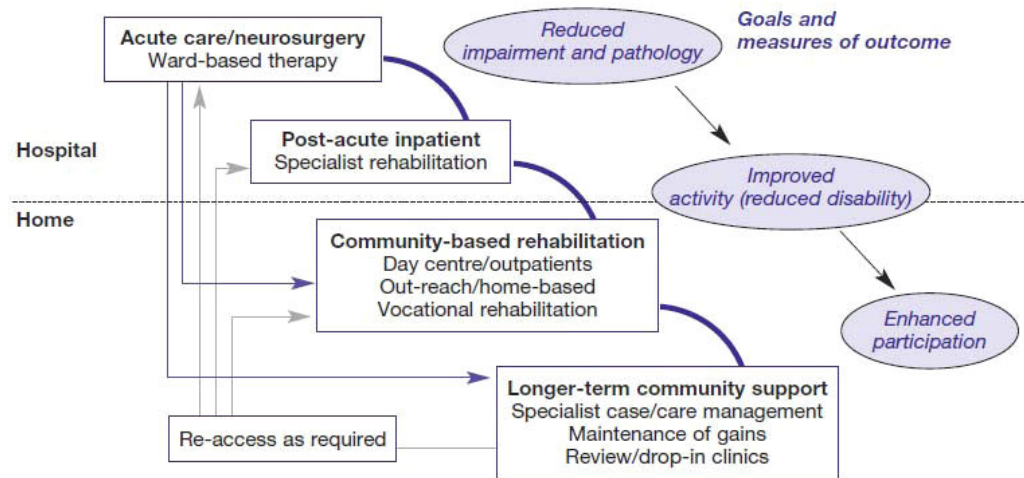 Acute care/neurosurgery
Ward-based therapy
Reduced
impairment and pathology
Goals and
measures of outcome
Hospital
Post-acute inpatient
Specialist rehabilitation
Improved
activity (reduced disability)
Home
Community-based rehabilitation
Day centre/outpatients
Out-reach/home-based
Vocational rehabilitation
Enhanced
participation
Longer-term community support
Specialist case/care management
Maintenance of gains
Review/drop-in clinics
Re-access as required